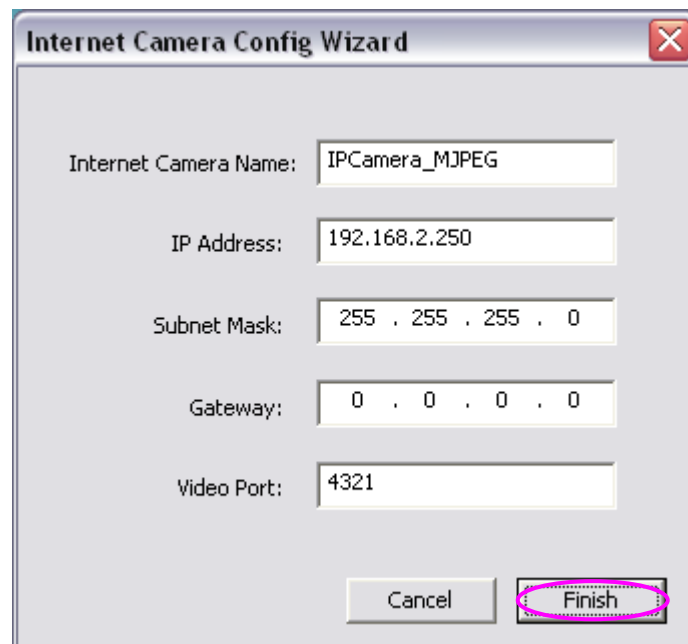 Internet Camera Config Wizard
Internet Camera Name: IPCamera_MJPEG
IP Address: 192.168.2.250
Subnet Mask: 255 . 255 . 255 . 0
Gateway: 0 . 0 . 0 . 0
Video Port: 4321
Cancel Finish